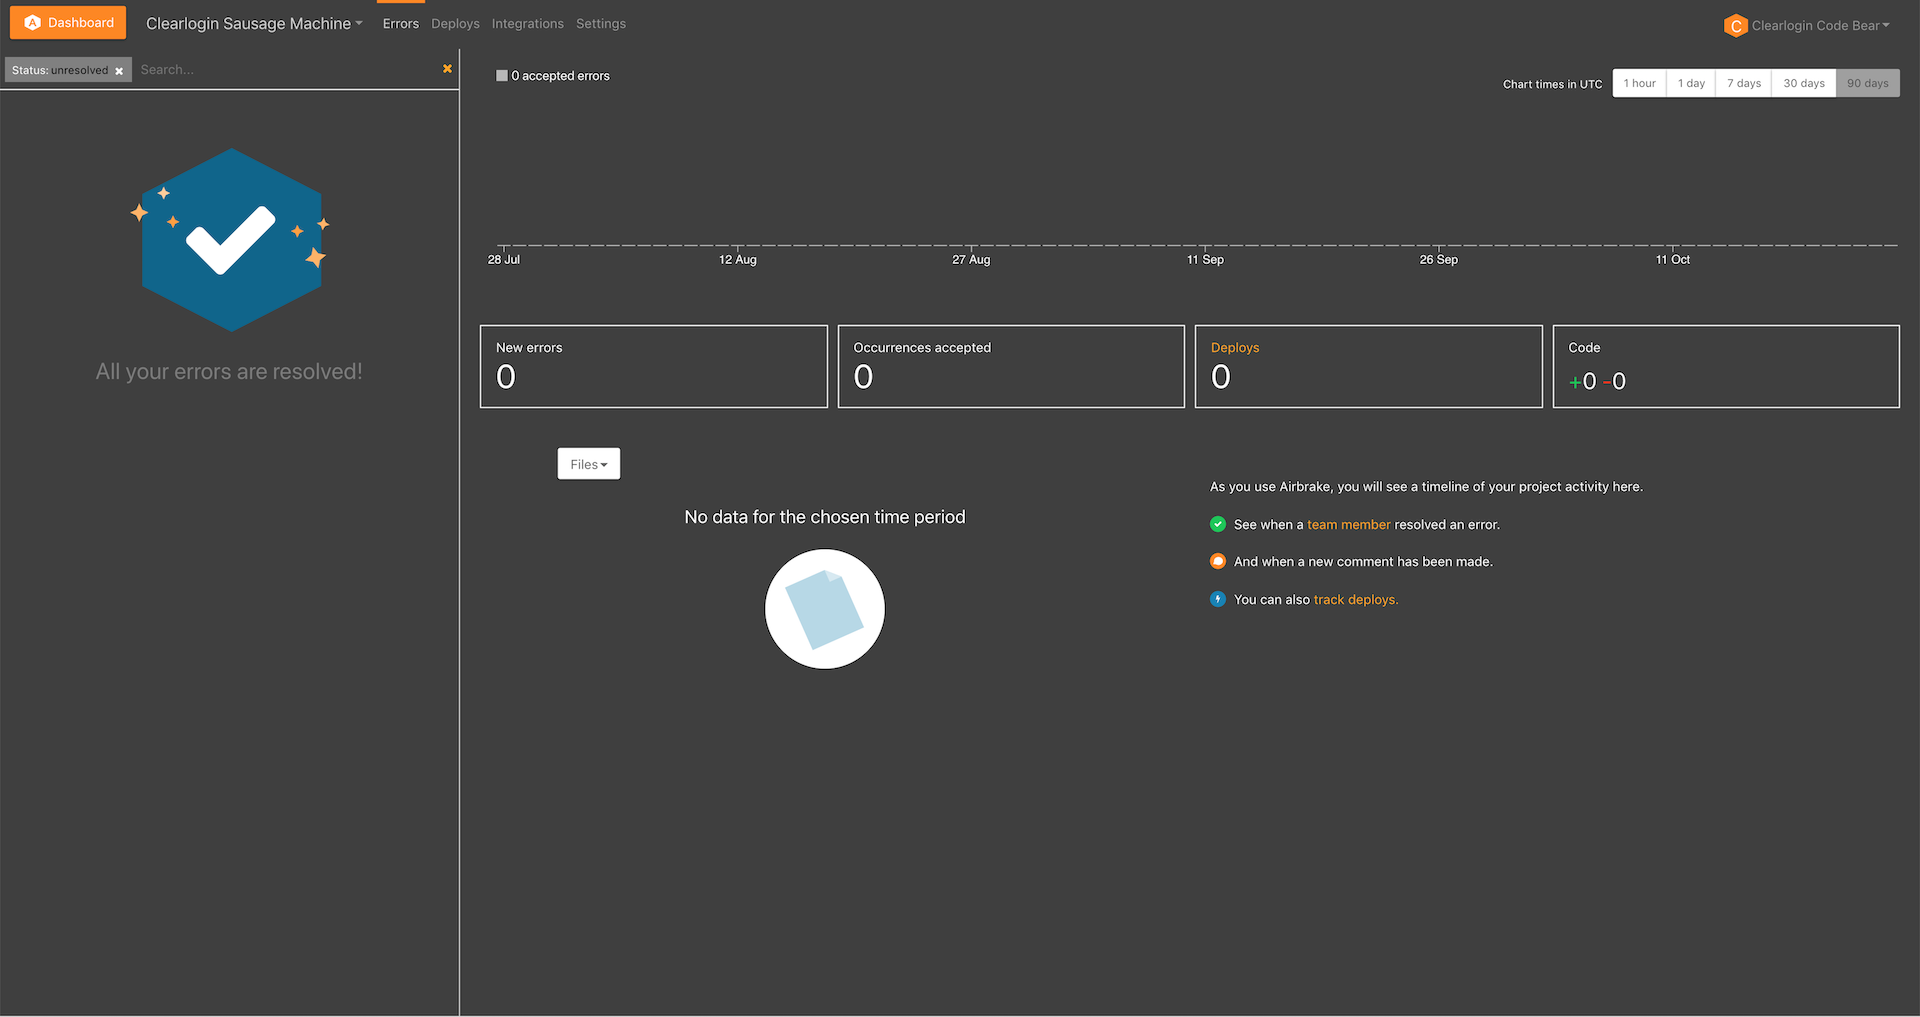 Dashboard
Clearlogin Sausage Machine
Errors
Deploys
Integrations
Settings
C Clearlogin Code Bear
Status: unresolved
Search...
0 accepted errors
Chart times in UTC
1 hour
1 day
7 days
30 days
90 days
28 Jul
12 Aug
27 Aug
11 Sep
26 Sep
11 Oct
All your errors are resolved!
New errors
0
Occurrences accepted
0
Deploys
0
Code
+0 -0
Files
No data for the chosen time period
As you use Airbrake, you will see a timeline of your project activity here.
See when a team member resolved an error.
And when a new comment has been made.
You can also track deploys.